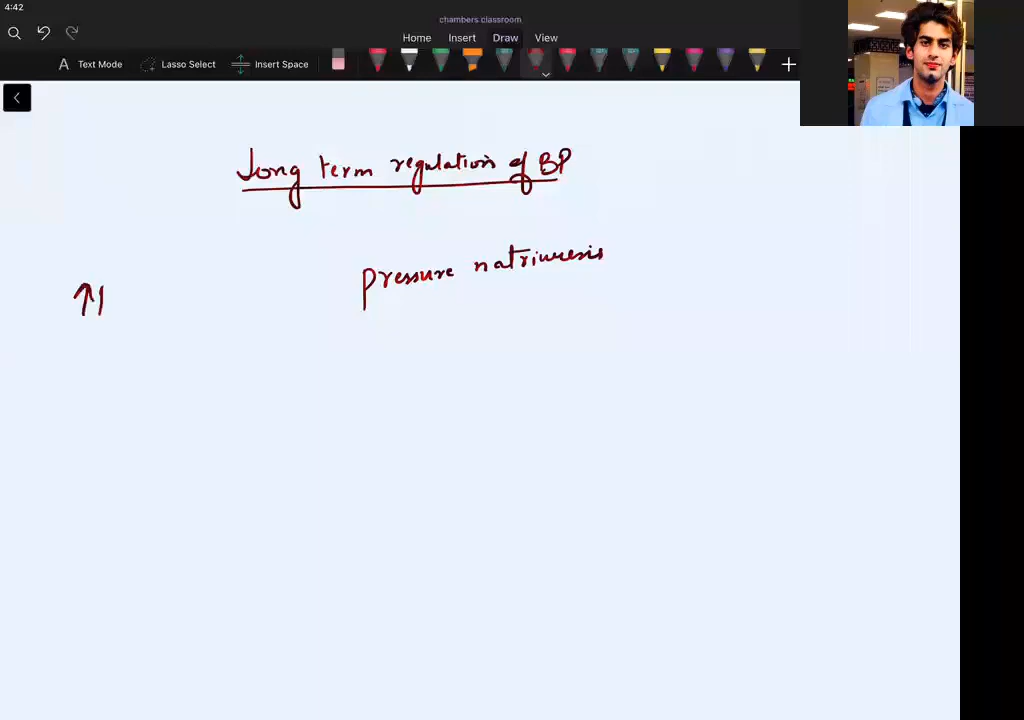 4:42
chambers classroom
Home Insert Draw View
A Text Mode Lasso Select Insert Space
Long term regulation of BP
pressure natriuresis
↑